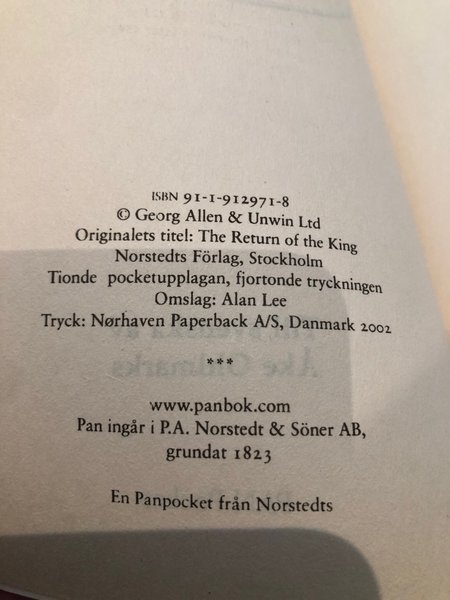 ISBN 91-1-912971-8
© Georg Allen & Unwin Ltd
Originalets titel: The Return of the King
Norstedts Förlag, Stockholm
Tionde pocketupplagan, fjortonde tryckningen
Omslag: Alan Lee
Tryck: Nørhaven Paperback A/S, Danmark 2002
***
www.panbok.com
Pan ingår i P.A. Norstedt & Söner AB,
grundat 1823
En Panpocket från Norstedts